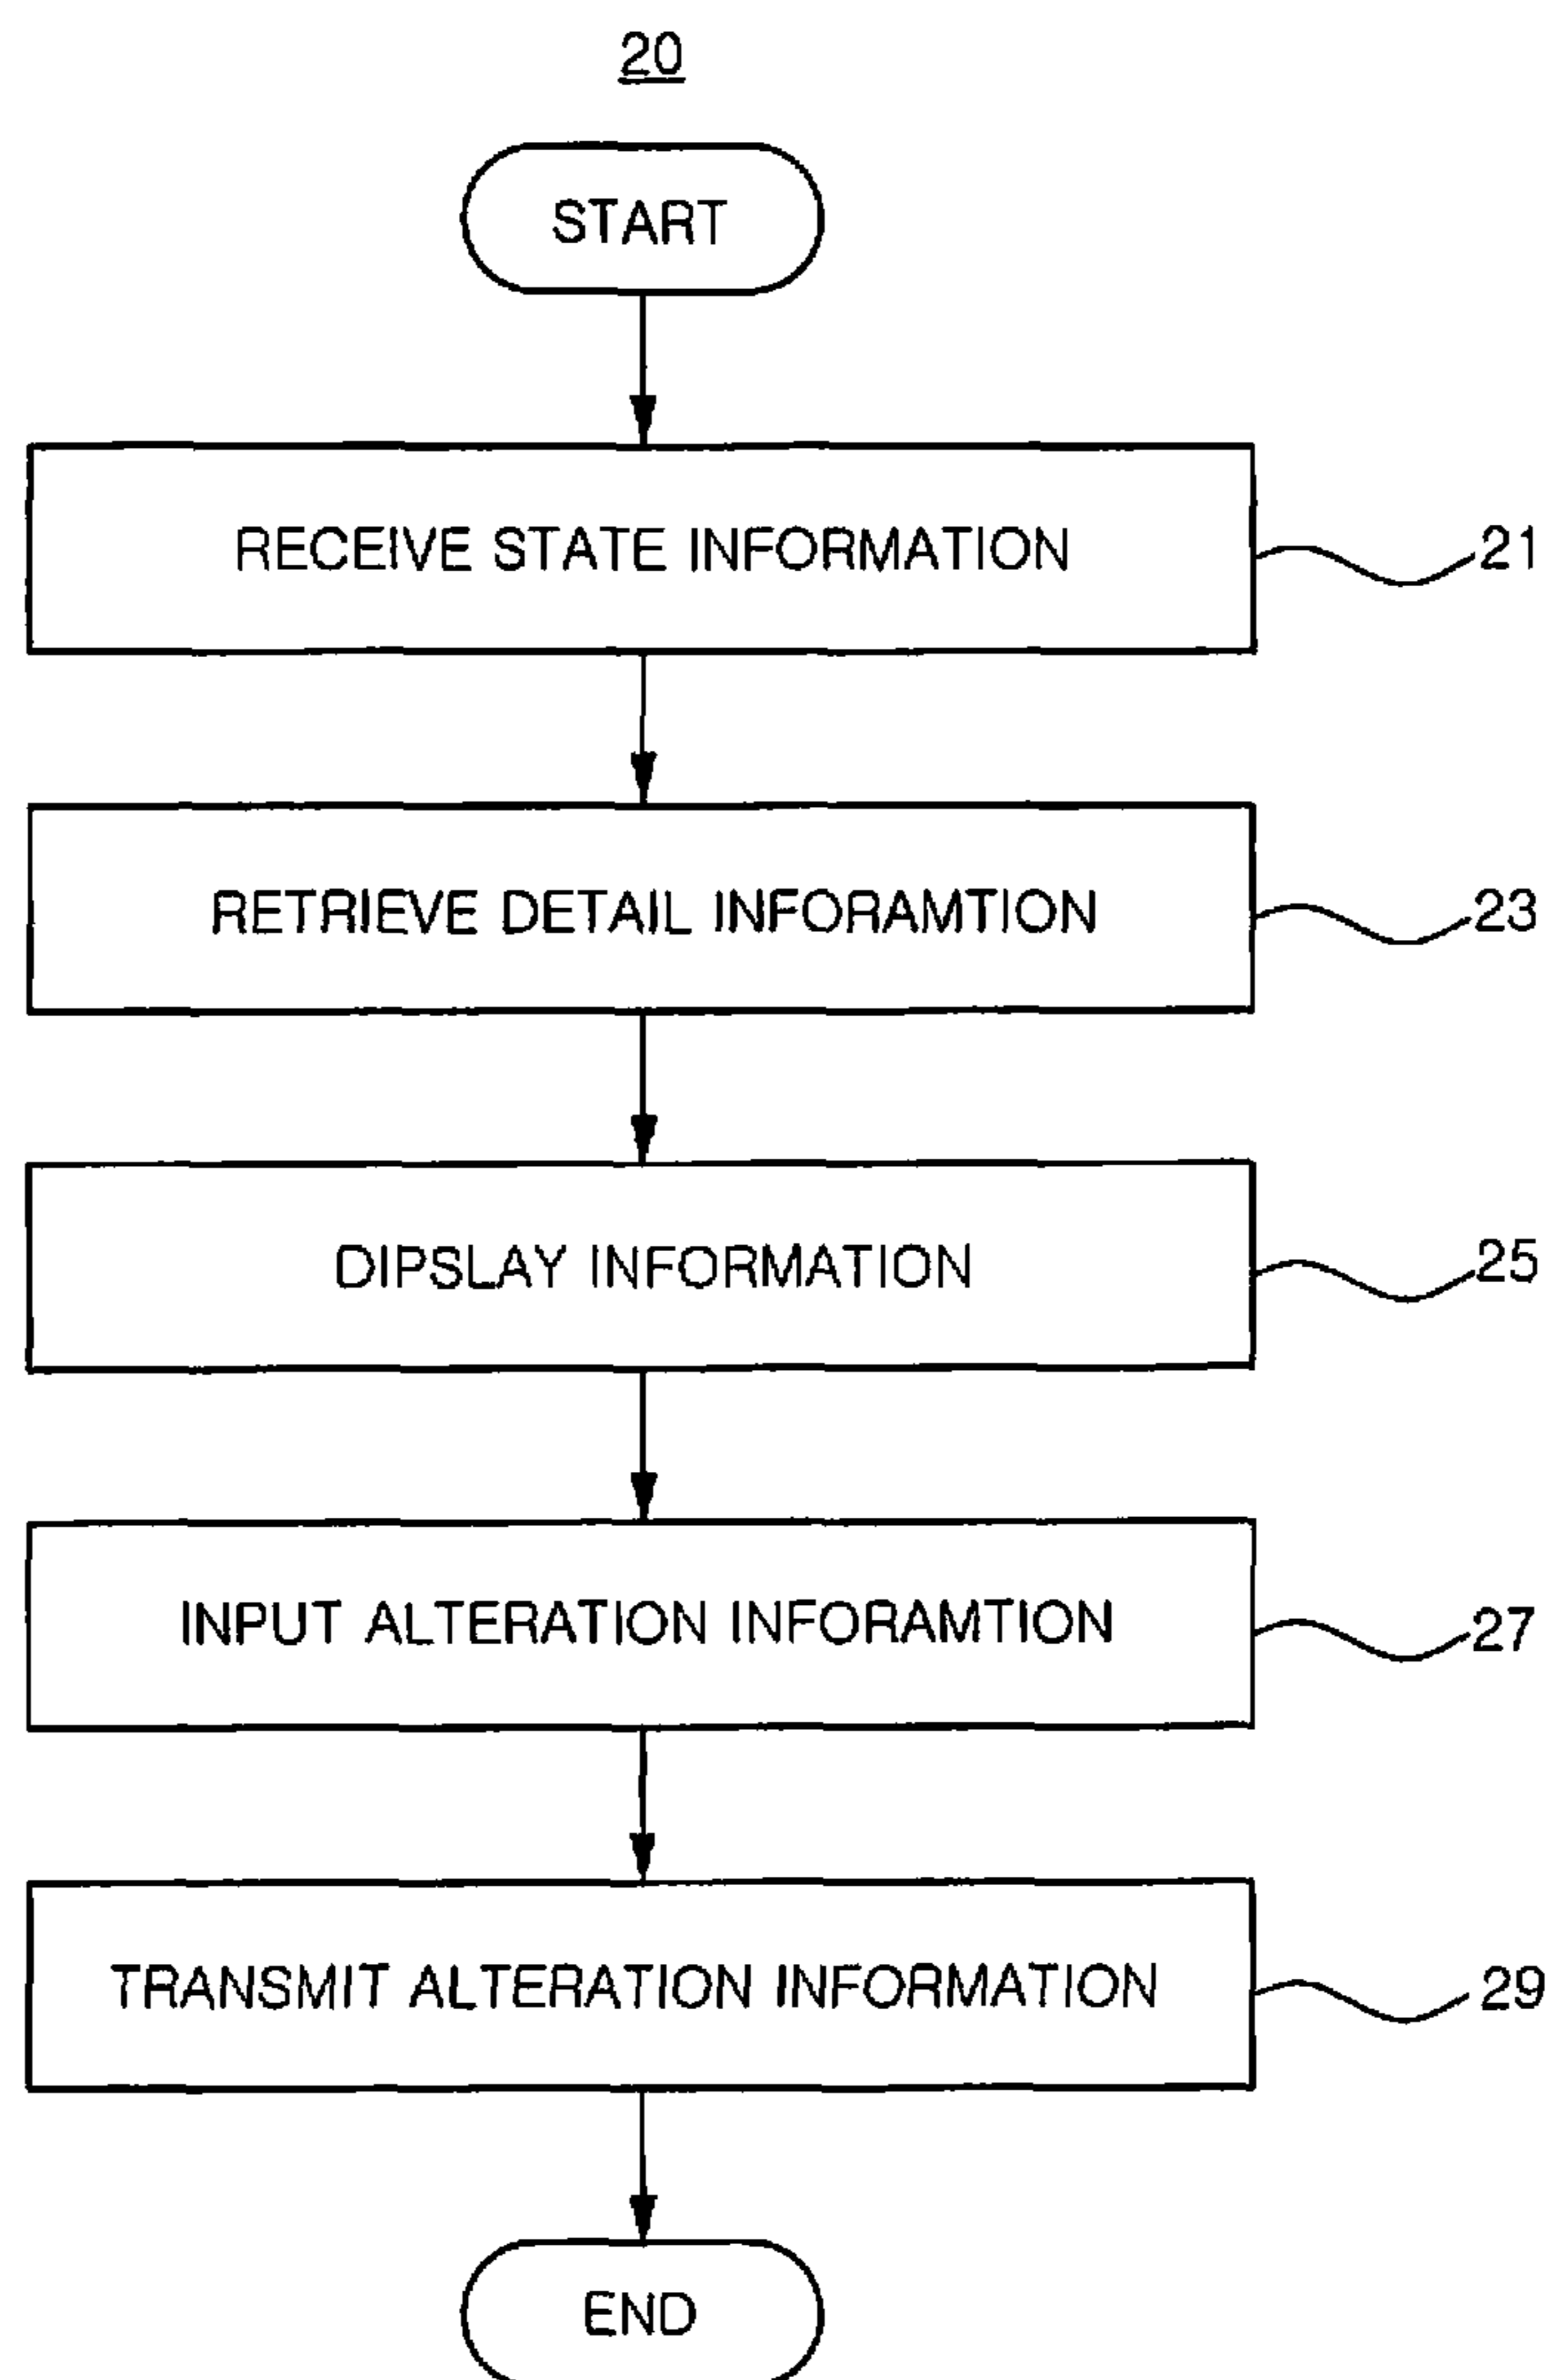 20
START
RECEIVE STATE INFORMATION
21
RETRIEVE DETAIL INFORAMTION
23
DIPSLAY INFORMATION
25
INPUT ALTERATION INFORAMTION
27
TRANSMIT ALTERATION INFORMATION
29
END